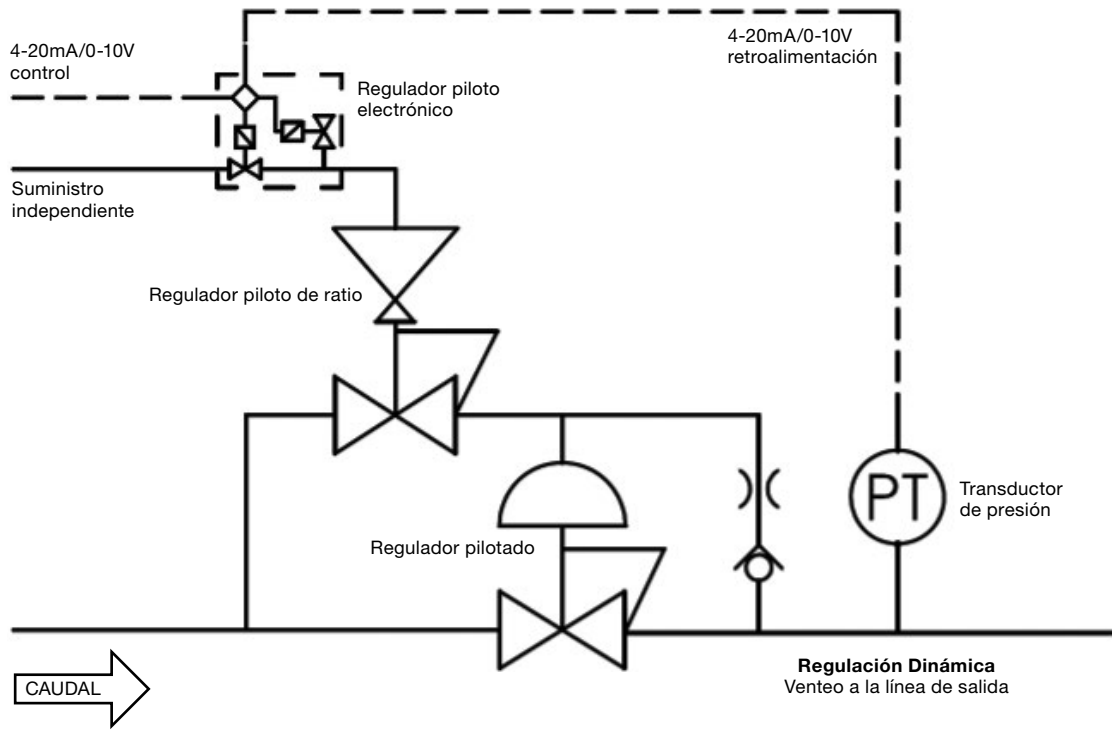 4-20mA/0-10V
control
4-20mA/0-10V
retroalimentación
Regulador piloto
electrónico
Suministro
independiente
Regulador piloto de ratio
PT
Transductor
de presión
Regulador pilotado
Regulación Dinámica
Venteo a la línea de salida
CAUDAL